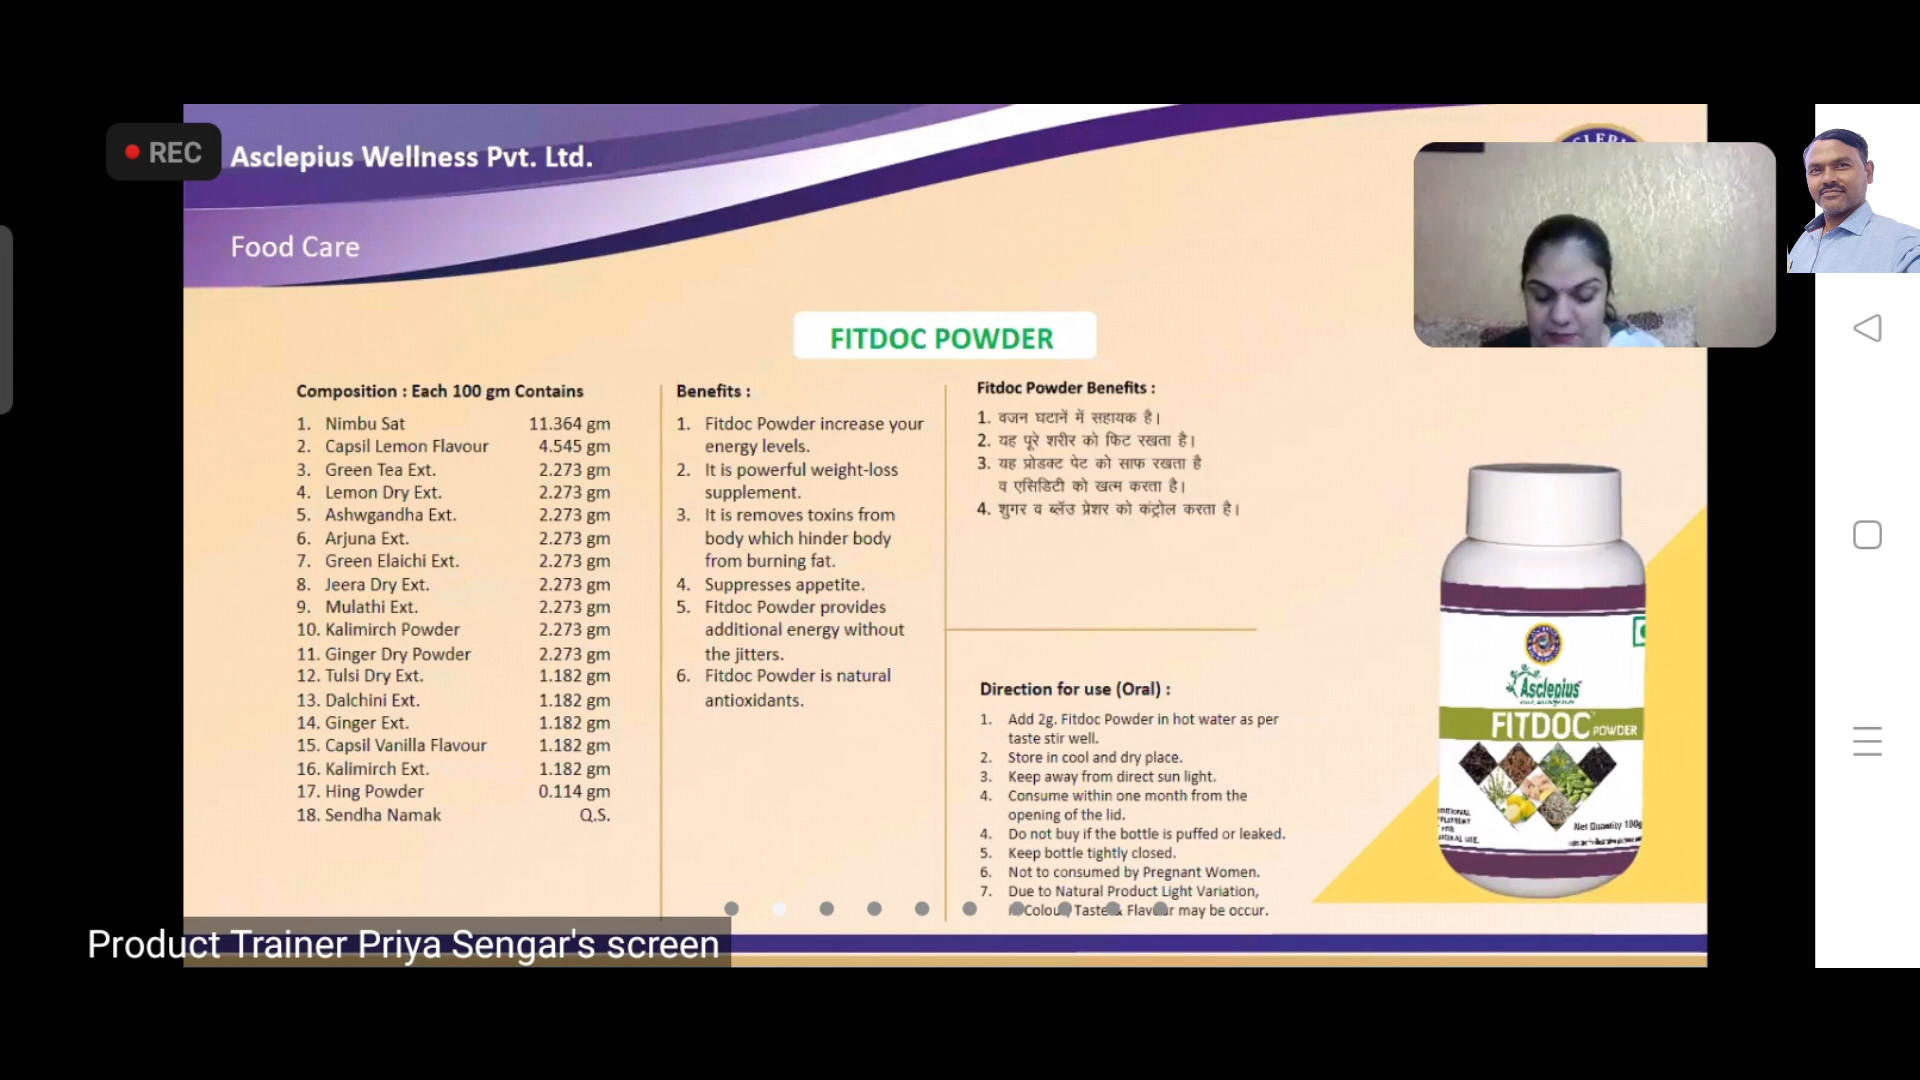 REC
Asclepius Wellness Pvt. Ltd.
Food Care
FITDOC POWDER
Composition : Each 100 gm Contains
1. Nimbu Sat 11.364 gm
2. Capsil Lemon Flavour 4.545 gm
3. Green Tea Ext. 2.273 gm
4. Lemon Dry Ext. 2.273 gm
5. Ashwgandha Ext. 2.273 gm
6. Arjuna Ext. 2.273 gm
7. Green Elaichi Ext. 2.273 gm
8. Jeera Dry Ext. 2.273 gm
9. Mulathi Ext. 2.273 gm
10. Kalimirch Powder 2.273 gm
11. Ginger Dry Powder 2.273 gm
12. Tulsi Dry Ext. 1.182 gm
13. Dalchini Ext. 1.182 gm
14. Ginger Ext. 1.182 gm
15. Capsil Vanilla Flavour 1.182 gm
16. Kalimirch Ext. 1.182 gm
17. Hing Powder 0.114 gm
18. Sendha Namak Q.S.
Benefits :
1. Fitdoc Powder increase your
energy levels.
2. It is powerful weight-loss
supplement.
3. It is removes toxins from
body which hinder body
from burning fat.
4. Suppresses appetite.
5. Fitdoc Powder provides
additional energy without
the jitters.
6. Fitdoc Powder is natural
antioxidants.
Fitdoc Powder Benefits :
1. वजन घटानें में सहायक है।
2. यह पूरे शरीर को फिट रखता है।
3. यह प्रोडक्ट पेट को साफ रखता है
व एसिडिटी को खत्म करता है।
4. शुगर व ब्लॅड प्रेशर को कंट्रोल करता है।
Direction for use (Oral) :
1. Add 2g. Fitdoc Powder in hot water as per
taste stir well.
2. Store in cool and dry place.
3. Keep away from direct sun light.
4. Consume within one month from the
opening of the lid.
4. Do not buy if the bottle is puffed or leaked.
5. Keep bottle tightly closed.
6. Not to consumed by Pregnant Women.
7. Due to Natural Product Light Variation,
Colour, Taste & Flavour may be occur.
Asclepius
FITDOC POWDER
Net Quantity 100g
Product Trainer Priya Sengar's screen